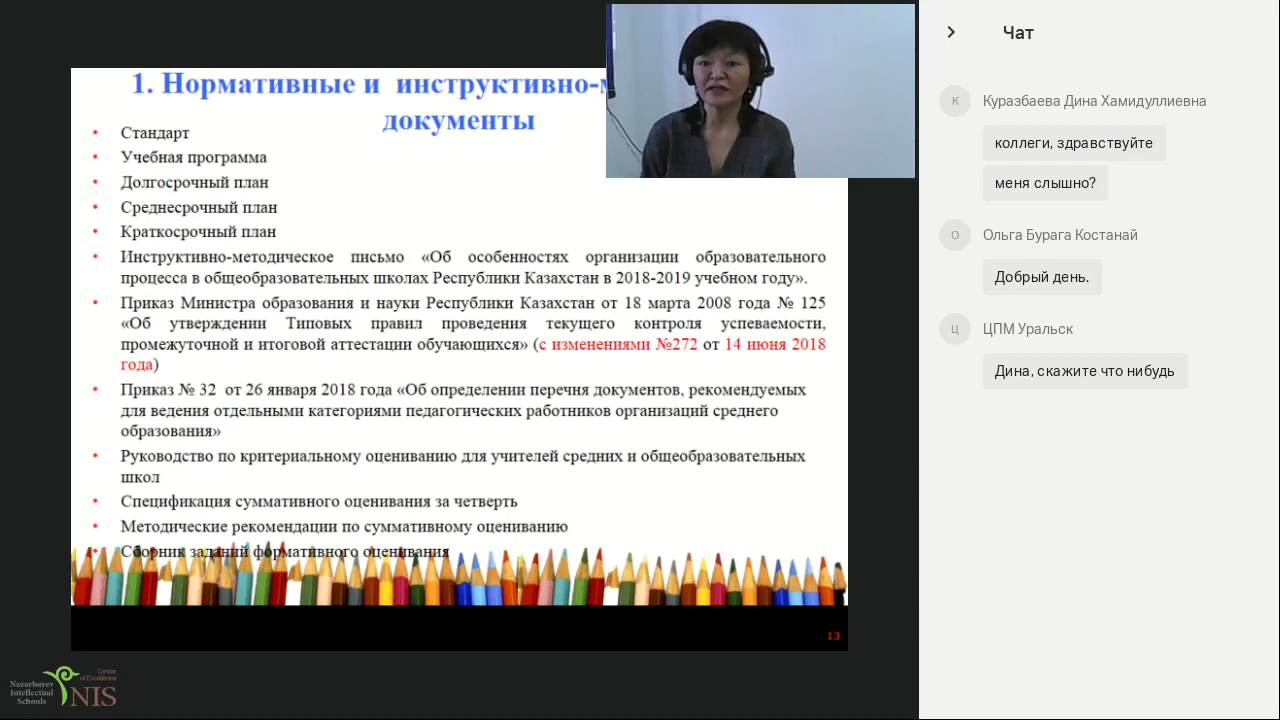 1. Нормативные и инструктивно-
документы
• Стандарт
• Учебная программа
• Долгосрочный план
• Среднесрочный план
• Краткосрочный план
• Инструктивно-методическое письмо «Об особенностях организации образовательного
процесса в общеобразовательных школах Республики Казахстан в 2018-2019 учебном году».
• Приказ Министра образования и науки Республики Казахстан от 18 марта 2008 года № 125
«Об утверждении Типовых правил проведения текущего контроля успеваемости,
промежуточной и итоговой аттестации обучающихся» (с изменениями №272 от 14 июня 2018
года)
• Приказ № 32 от 26 января 2018 года «Об определении перечня документов, рекомендуемых
для ведения отдельными категориями педагогических работников организаций среднего
образования»
• Руководство по критериальному оцениванию для учителей средних и общеобразовательных
школ
• Спецификация суммативного оценивания за четверть
• Методические рекомендации по суммативному оцениванию
• Сборник заданий формативного оценивания
13
Nazarbayev
Intellectual
Schools
Center
of Excellence
NIS
Чат
К
Куразбаева Дина Хамидуллиевна
коллеги, здравствуйте
меня слышно?
О
Ольга Бурага Костанай
Добрый день.
Ц
ЦПМ Уральск
Дина, скажите что нибудь